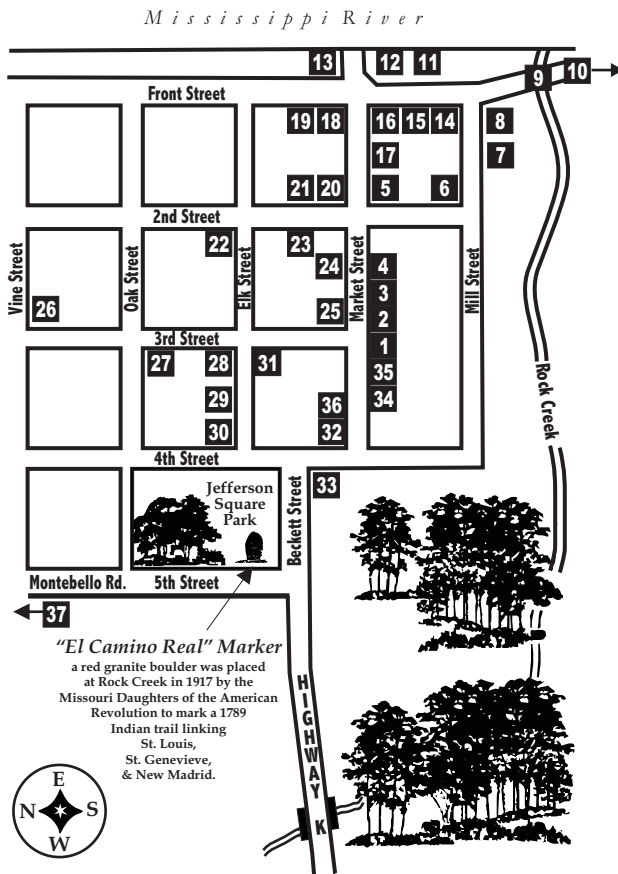 Mississippi River
13
12
11
9
10
Front Street
19
18
16
15
14
8
17
7
21
20
5
6
2nd Street
Vine Street
Oak Street
Elk Street
Market Street
Mill Street
22
23
24
4
3
26
25
2
3rd Street
1
27
28
31
35
Rock Creek
29
36
34
30
32
4th Street
Jefferson
Square
Park
Beckett Street
33
Montebello Rd.
5th Street
37
“El Camino Real” Marker
a red granite boulder was placed
at Rock Creek in 1917 by the
Missouri Daughters of the American
Revolution to mark a 1789
Indian trail linking
St. Louis,
St. Genevieve,
& New Madrid.
HIGHWAY K
E
N
S
W